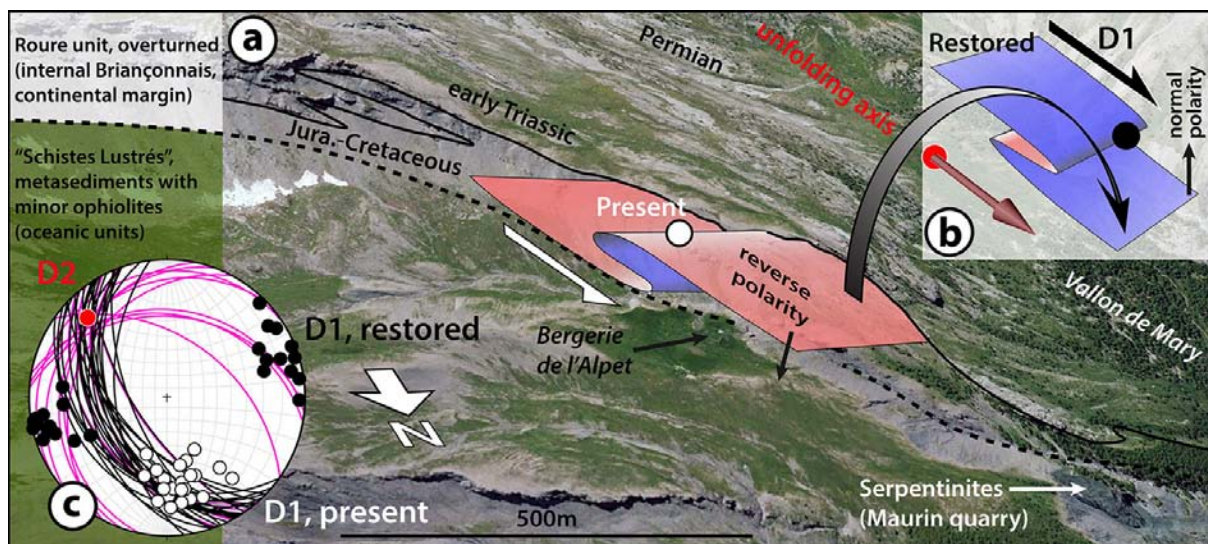 Roure unit, overturned
(internal Briançonnais,
continental margin)
"Schistes Lustrés",
metasediments with
minor ophiolites
(oceanic units)
a
Permian
early Triassic
Jura.-Cretaceous
unfolding axis
Present
reverse
polarity
Bergerie
de l'Alpet
Vallon de Mary
Serpentinites
(Maurin quarry)
500m
N
Restored
D1
normal
polarity
b
D2
D1, restored
c
D1, present